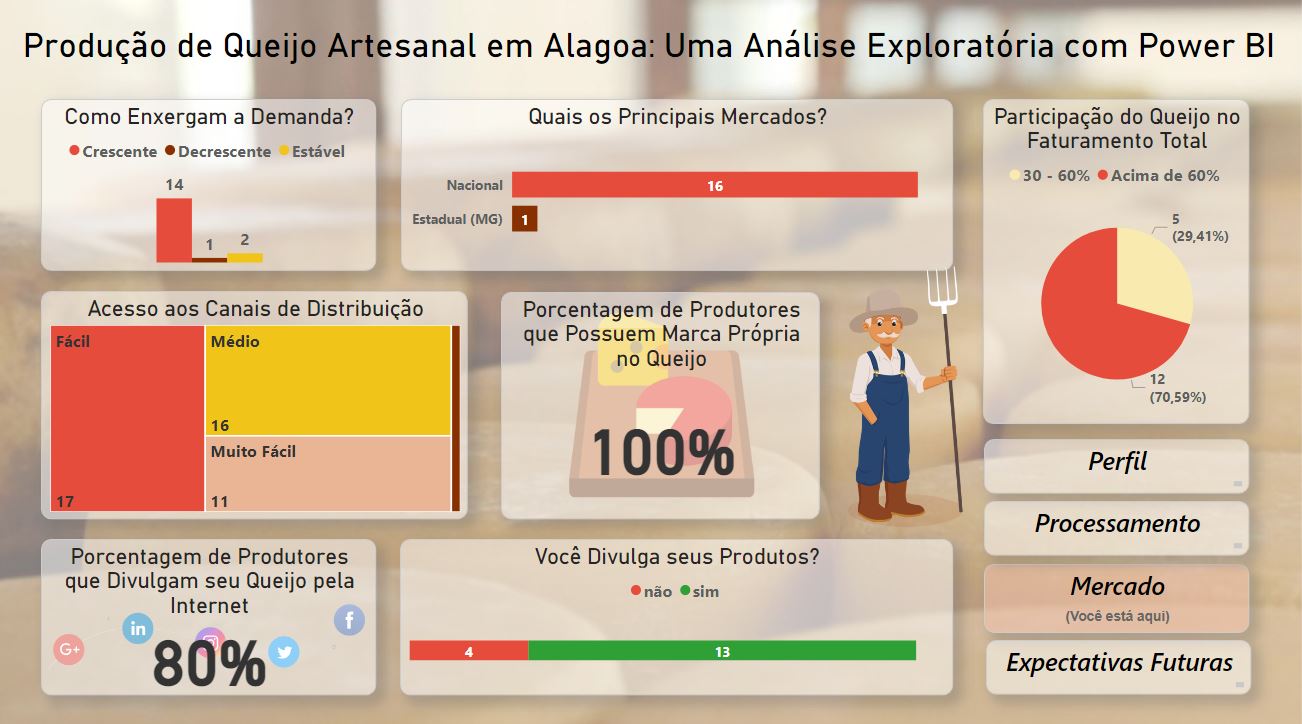 Produção de Queijo Artesanal em Alagoa: Uma Análise Exploratória com Power BI
Como Enxergam a Demanda?
Crescente Decrescente Estável
14
1
2
Quais os Principais Mercados?
Nacional
16
Estadual (MG)
1
Participação do Queijo no
Faturamento Total
30 - 60% Acima de 60%
5
(29,41%)
12
(70,59%)
Acesso aos Canais de Distribuição
Fácil
17
Médio
16
Muito Fácil
11
Porcentagem de Produtores
que Possuem Marca Própria
no Queijo
100%
Perfil
Processamento
Mercado
(Você está aqui)
Expectativas Futuras
Porcentagem de Produtores
que Divulgam seu Queijo pela
Internet
G+
in
f
80%
Você Divulga seus Produtos?
não sim
4
13